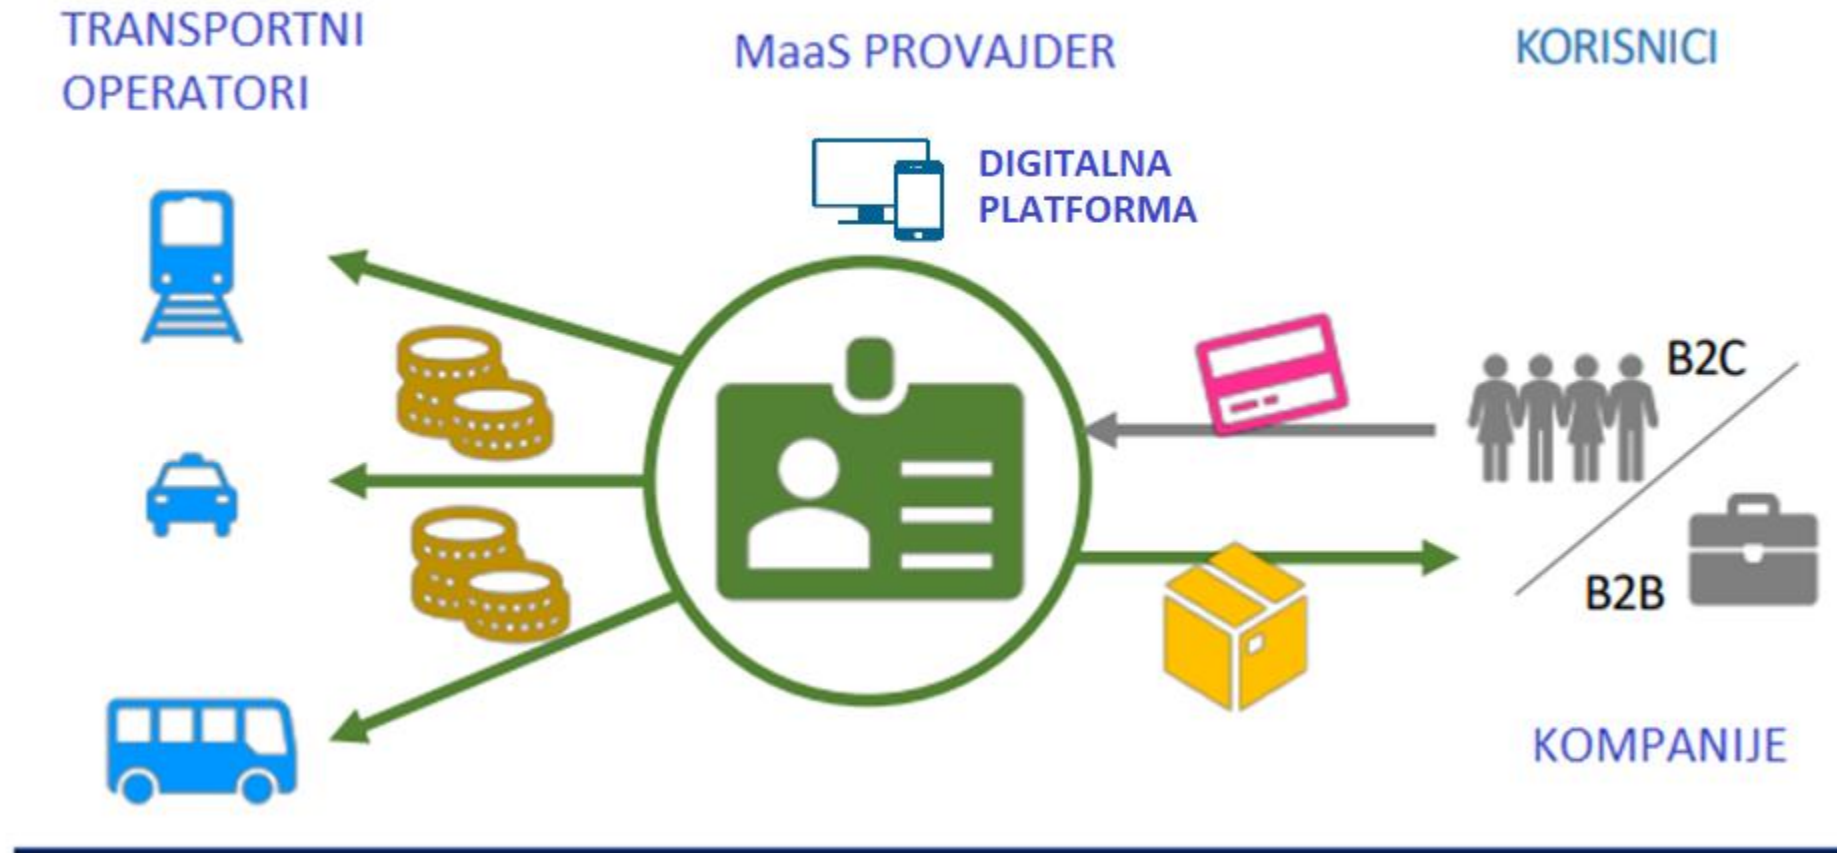 TRANSPORTNI
OPERATORI
MaaS PROVAJDER
KORISNICI
DIGITALNA
PLATFORMA
B2C
B2B
KOMPANIJE